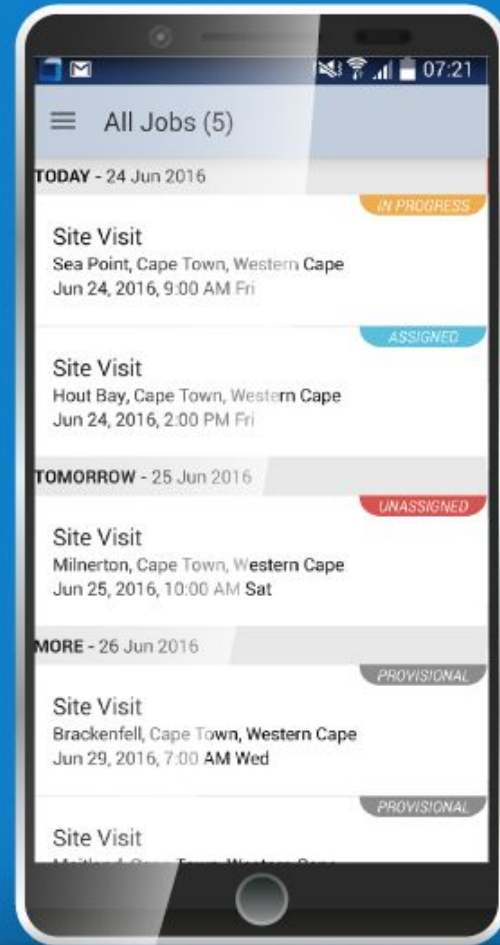 07:21
All Jobs (5)
TODAY - 24 Jun 2016
IN PROGRESS
Site Visit
Sea Point, Cape Town, Western Cape
Jun 24, 2016, 9:00 AM Fri
ASSIGNED
Site Visit
Hout Bay, Cape Town, Western Cape
Jun 24, 2016, 2:00 PM Fri
TOMORROW - 25 Jun 2016
UNASSIGNED
Site Visit
Milnerton, Cape Town, Western Cape
Jun 25, 2016, 10:00 AM Sat
MORE - 26 Jun 2016
PROVISIONAL
Site Visit
Brackenfell, Cape Town, Western Cape
Jun 29, 2016, 7:00 AM Wed
PROVISIONAL
Site Visit